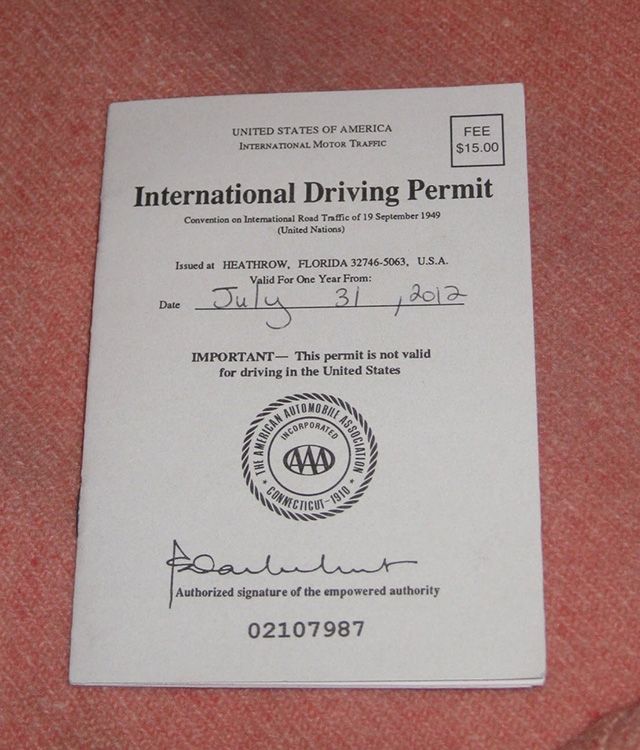 UNITED STATES OF AMERICA
INTERNATIONAL MOTOR TRAFFIC
FEE
$15.00
International Driving Permit
Convention on International Road Traffic of 19 September 1949
(United Nations)
Issued at HEATHROW, FLORIDA 32746-5063, U.S.A.
Valid For One Year From:
Date July 31, 2012
IMPORTANT— This permit is not valid
for driving in the United States
THE AMERICAN AUTOMOBILE ASSOCIATION
INCORPORATED
AAA
CONNECTICUT-1910
Authorized signature of the empowered authority
02107987